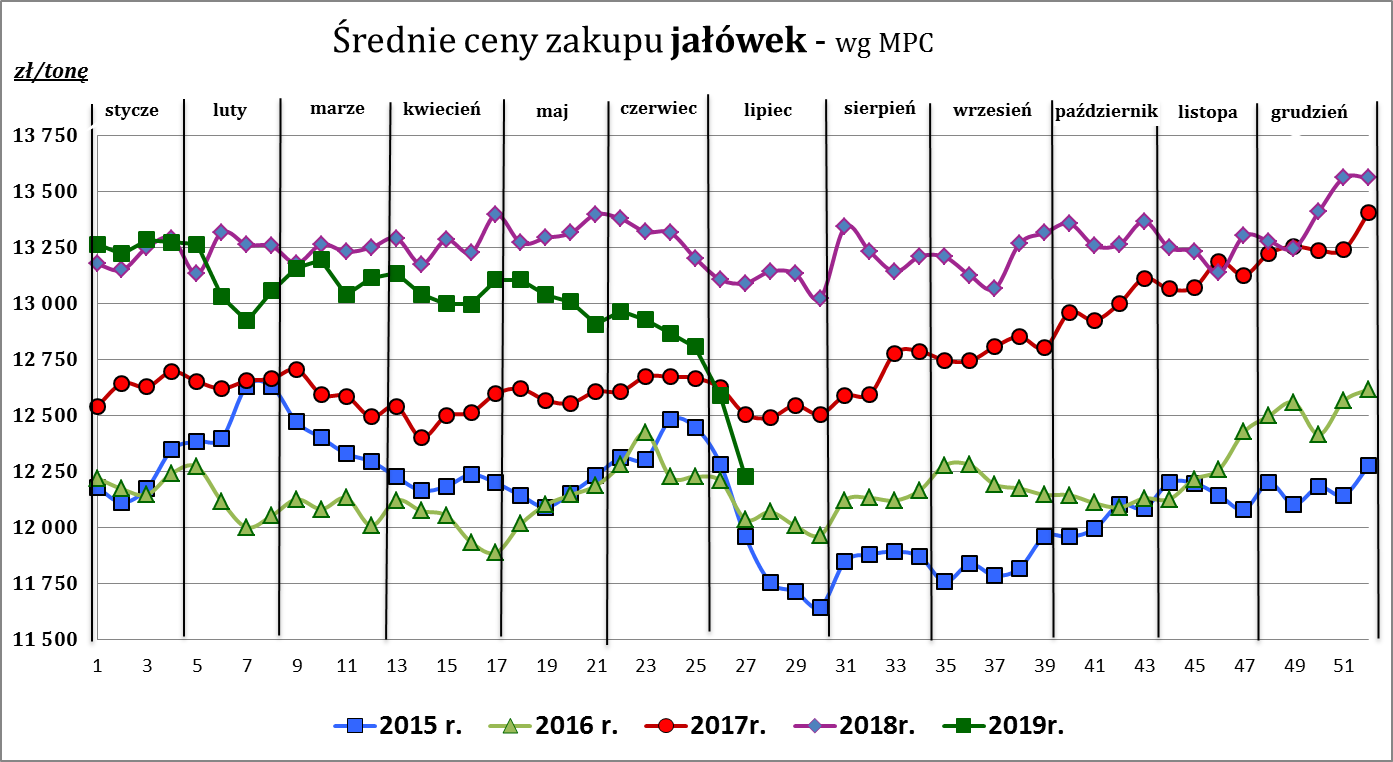 Średnie ceny zakupu jałówek - wg MPC
zł/tonę
stycze luty marze kwiecień maj czerwiec lipiec sierpień wrzesień październik listopa grudzień
13 750
13 500
13 250
13 000
12 750
12 500
12 250
12 000
11 750
11 500
1 3 5 7 9 11 13 15 17 19 21 23 25 27 29 31 33 35 37 39 41 43 45 47 49 51
2015 r. 2016 r. 2017r. 2018r. 2019r.